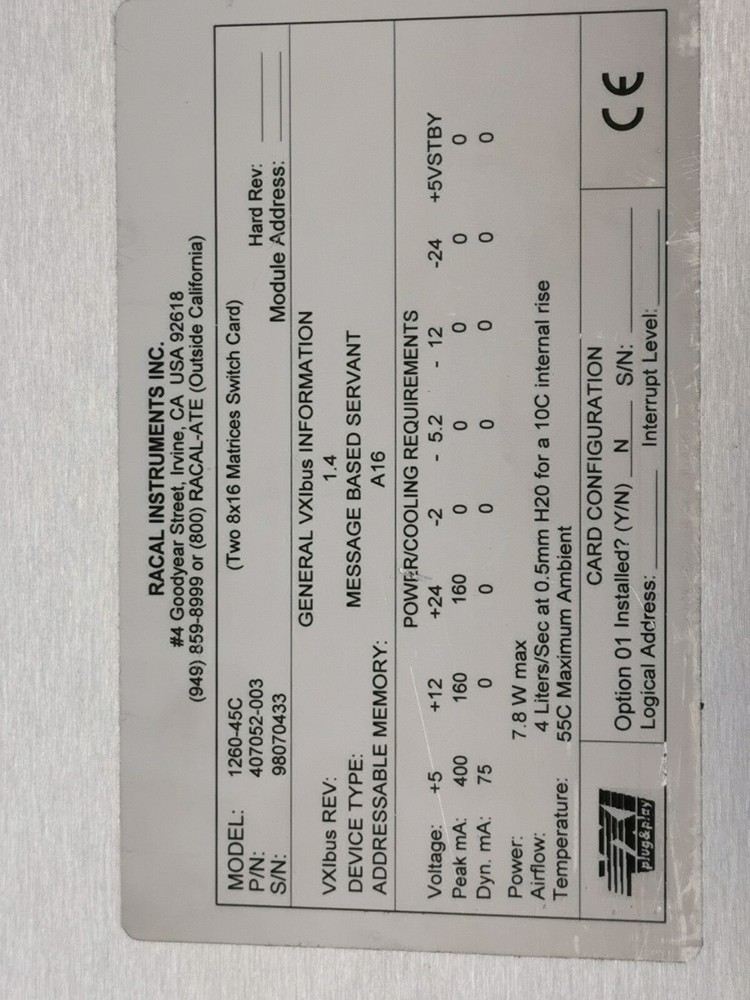 RACAL INSTRUMENTS INC.
#4 Goodyear Street, Irvine, CA USA 92618
(949) 859-8999 or (800) RACAL-ATE (Outside California)
MODEL: 1260-45C (Two 8x16 Matrices Switch Card)
P/N: 407052-003 Hard Rev:
S/N: 98070433 Module Address:
GENERAL VXIbus INFORMATION
VXIbus REV: 1.4
DEVICE TYPE: MESSAGE BASED SERVANT
ADDRESSABLE MEMORY: A16
POWER/COOLING REQUIREMENTS
Voltage: +5 +12 +24 -2 - 5.2 - 12 -24 +5VSTBY
Peak mA: 400 160 160 0 0 0 0 0
Dyn. mA: 75 0 0 0 0 0 0 0
Power: 7.8 W max
Airflow: 4 Liters/Sec at 0.5mm H20 for a 10C internal rise
Temperature: 55C Maximum Ambient
CARD CONFIGURATION
Option 01 Installed? (Y/N) N S/N:
Logical Address: Interrupt Level:
VXI
plug&play
CE